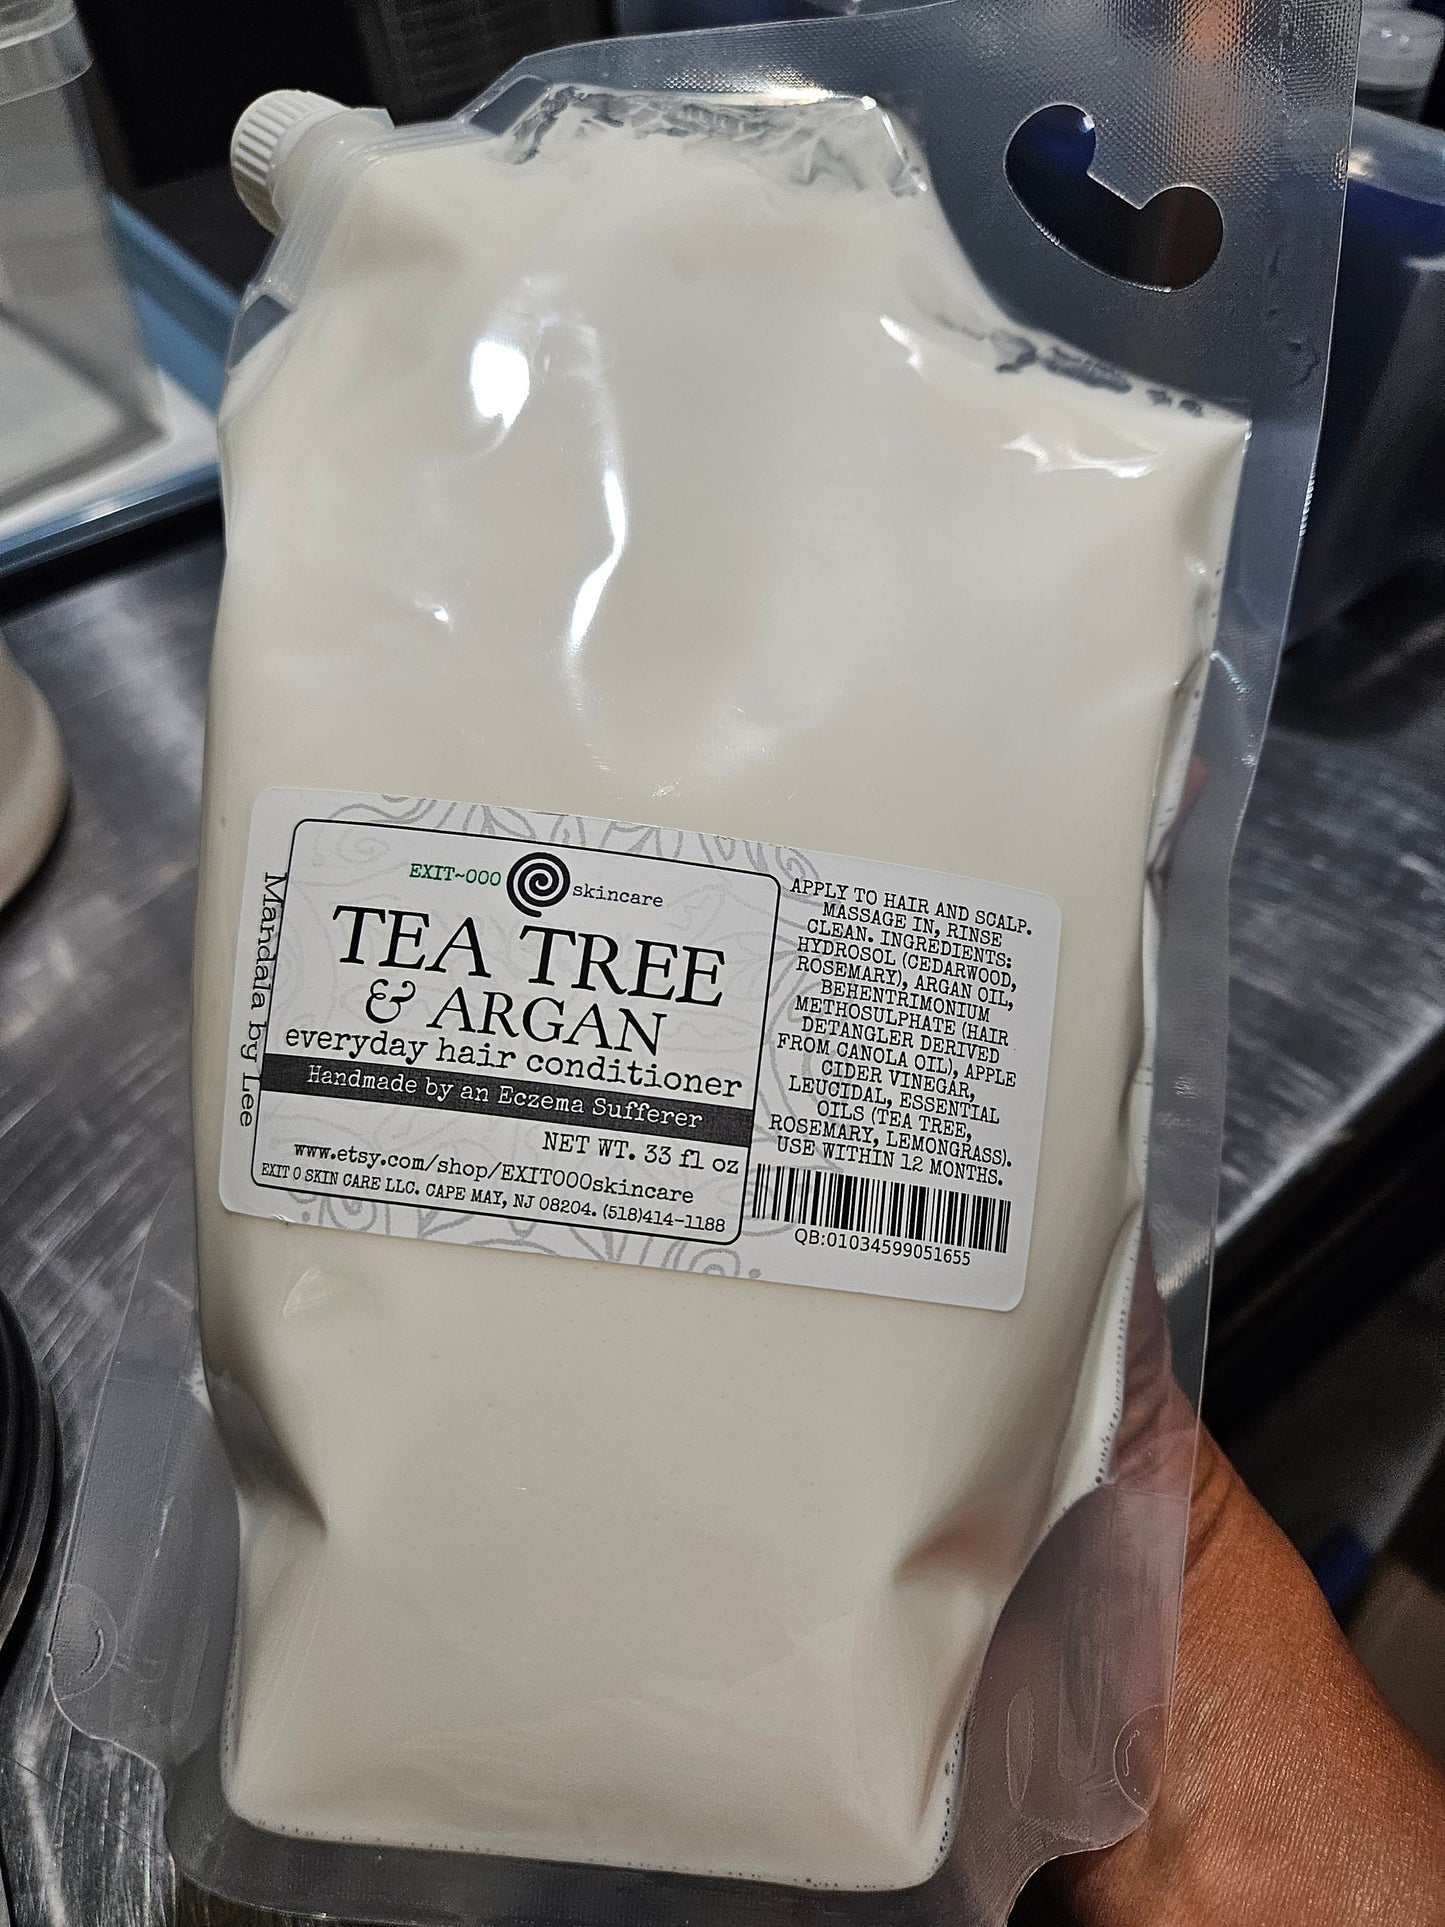 Mandala by Lee
EXIT~000 skincare
TEA TREE
& ARGAN
everyday hair conditioner
Handmade by an Eczema Sufferer
NET WT. 33 fl oz
www.etsy.com/shop/EXIT000skincare
EXIT 0 SKIN CARE LLC. CAPE MAY, NJ 08204. (518)414-1188
APPLY TO HAIR AND SCALP.
MASSAGE IN, RINSE
CLEAN. INGREDIENTS:
HYDROSOL (CEDARWOOD,
ROSEMARY), ARGAN OIL,
BEHENTRIMONIUM
METHOSULPHATE (HAIR
DETANGLER DERIVED
FROM CANOLA OIL), APPLE
CIDER VINEGAR,
LEUCIDAL, ESSENTIAL
OILS (TEA TREE,
ROSEMARY, LEMONGRASS).
USE WITHIN 12 MONTHS.
QB:01034599051655